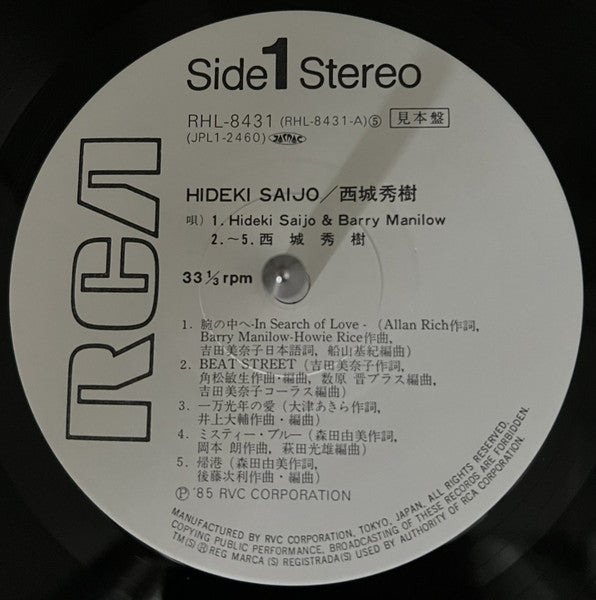 Side 1 Stereo
RHL-8431 (RHL-8431-A) Ⓢ 見本盤
(JPL1-2460) JASRAC
RCA
HIDEKI SAIJO/西城秀樹
唄) 1. Hideki Saijo & Barry Manilow
2.〜5. 西城秀樹
33 1/3 rpm
1. 腕の中へ-In Search of Love- (Allan Rich作詞,
Barry Manilow-Howie Rice作曲,
吉田美奈子日本語詞, 船山基紀編曲)
2. BEAT STREET (吉田美奈子作詞,
角松敏生作曲・編曲, 数原 晋ブラス編曲,
吉田美奈子コーラス編曲)
3. 一万光年の愛 (大津あきら作詞,
井上大輔作曲・編曲)
4. ミスティー・ブルー (森田由美作詞,
岡本 朗作曲, 萩田光雄編曲)
5. 帰港 (森田由美作詞,
後藤次利作曲・編曲)
Ⓟ '85 RVC CORPORATION
MANUFACTURED BY RVC CORPORATION, TOKYO, JAPAN. ALL RIGHTS RESERVED.
COPYING PUBLIC PERFORMANCE, BROADCASTING OF THESE RECORDS ARE FORBIDDEN.
TM(S) Ⓡ REG MARCA(S) REGISTRADA(S) USED BY AUTHORITY OF RCA CORPORATION.